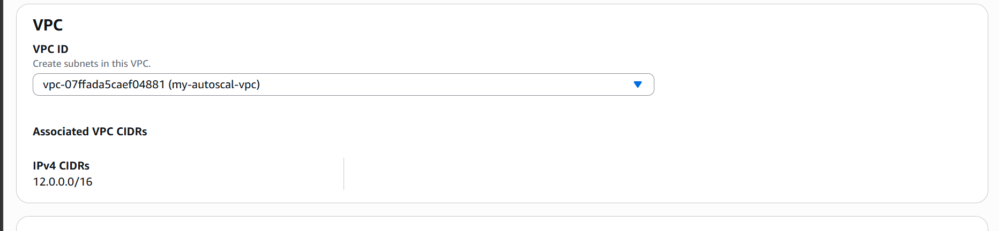 VPC
VPC ID
Create subnets in this VPC.
vpc-07ffada5caef04881 (my-autoscal-vpc)
Associated VPC CIDRs
IPv4 CIDRs
12.0.0.0/16